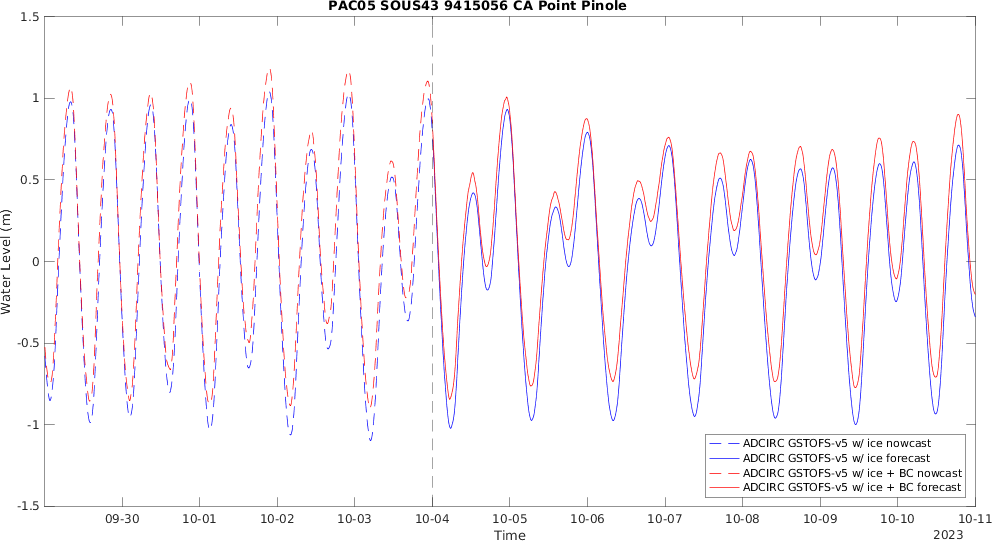 PAC05 SOUS43 9415056 CA Point Pinole
1.5
1
0.5
0
-0.5
-1
-1.5
Water Level (m)
09-30 10-01 10-02 10-03 10-04 10-05 10-06 10-07 10-08 10-09 10-10 10-11
Time
2023
ADCIRC GSTOFS-v5 w/ ice nowcast
ADCIRC GSTOFS-v5 w/ ice forecast
ADCIRC GSTOFS-v5 w/ ice + BC nowcast
ADCIRC GSTOFS-v5 w/ ice + BC forecast